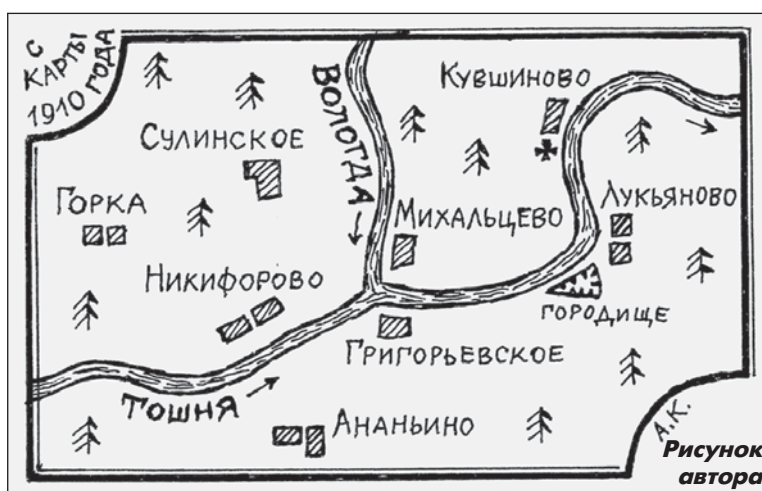 С
КАРТЫ
1910 ГОДА
ВОЛОГДА
КУВШИНОВО
СУЛИНСКОЕ
ГОРКА
МИХАЛЬЦЕВО
ЛУКЬЯНОВО
НИКИФОРОВО
ГОРОДИЩЕ
ГРИГОРЬЕВСКОЕ
ТОШНЯ
АНАНЬИНО
А.К.
Рисунок
автора